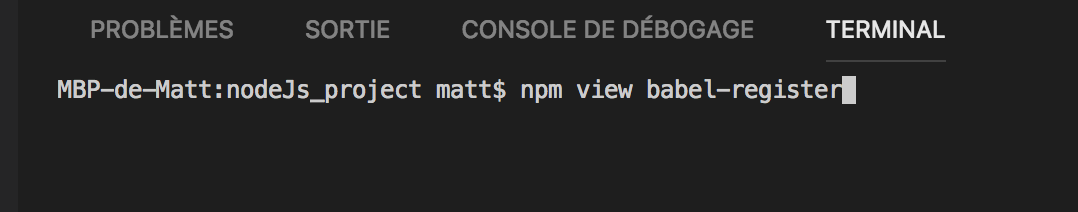 PROBLÈMES SORTIE CONSOLE DE DÉBOGAGE TERMINAL
MBP-de-Matt:nodeJs_project matt$ npm view babel-register